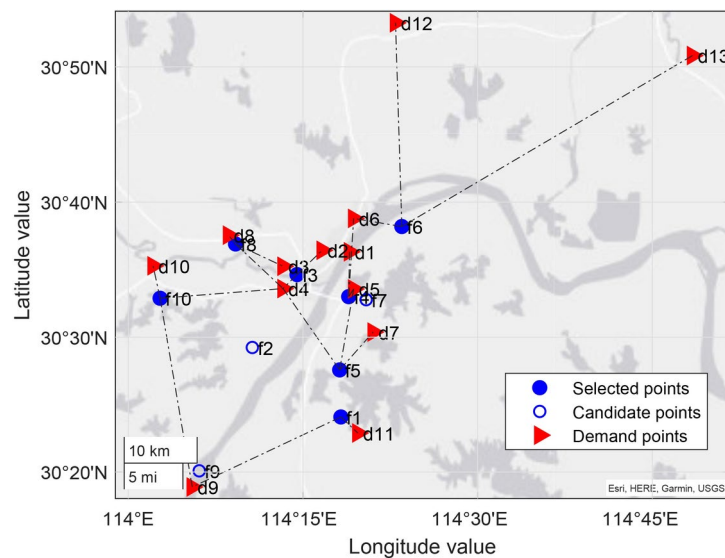 d12
d13
30°50'N
30°40'N
30°30'N
30°20'N
Latitude value
d6
f6
d8
f8
d2
d1
d3
f3
d10
d4
d5
f4
f7
f10
d7
f2
f5
f1
d11
f9
d9
Selected points
Candidate points
Demand points
10 km
5 mi
Esri, HERE, Garmin, USGS
114°E
114°15'E
114°30'E
114°45'E
Longitude value